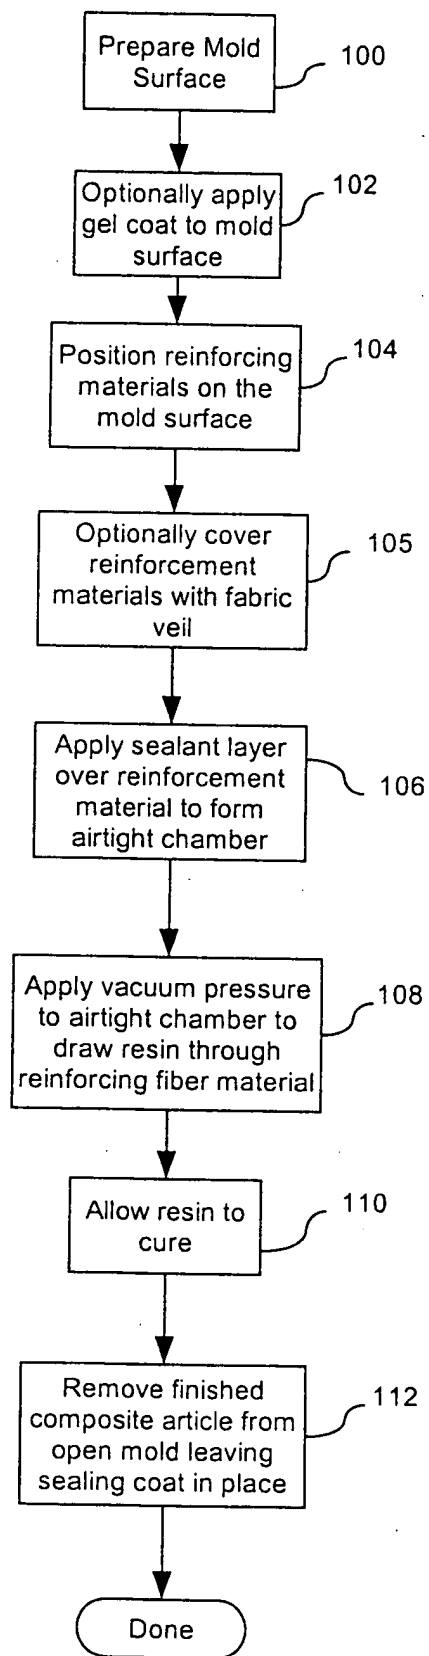 Prepare Mold
Surface
100
Optionally apply
gel coat to mold
surface
102
Position reinforcing
materials on the
mold surface
104
Optionally cover
reinforcement
materials with fabric
veil
105
Apply sealant layer
over reinforcement
material to form
airtight chamber
106
Apply vacuum pressure
to airtight chamber to
draw resin through
reinforcing fiber material
108
Allow resin to
cure
110
Remove finished
composite article from
open mold leaving
sealing coat in place
112
Done